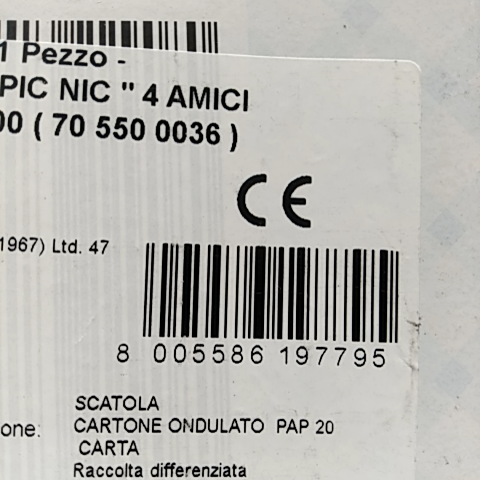 1 Pezzo -
PIC NIC " 4 AMICI
00 ( 70 550 0036 )
CE
1967) Ltd. 47
8 005586 197795
SCATOLA
one: CARTONE ONDULATO PAP 20
CARTA
Raccolta differenziata